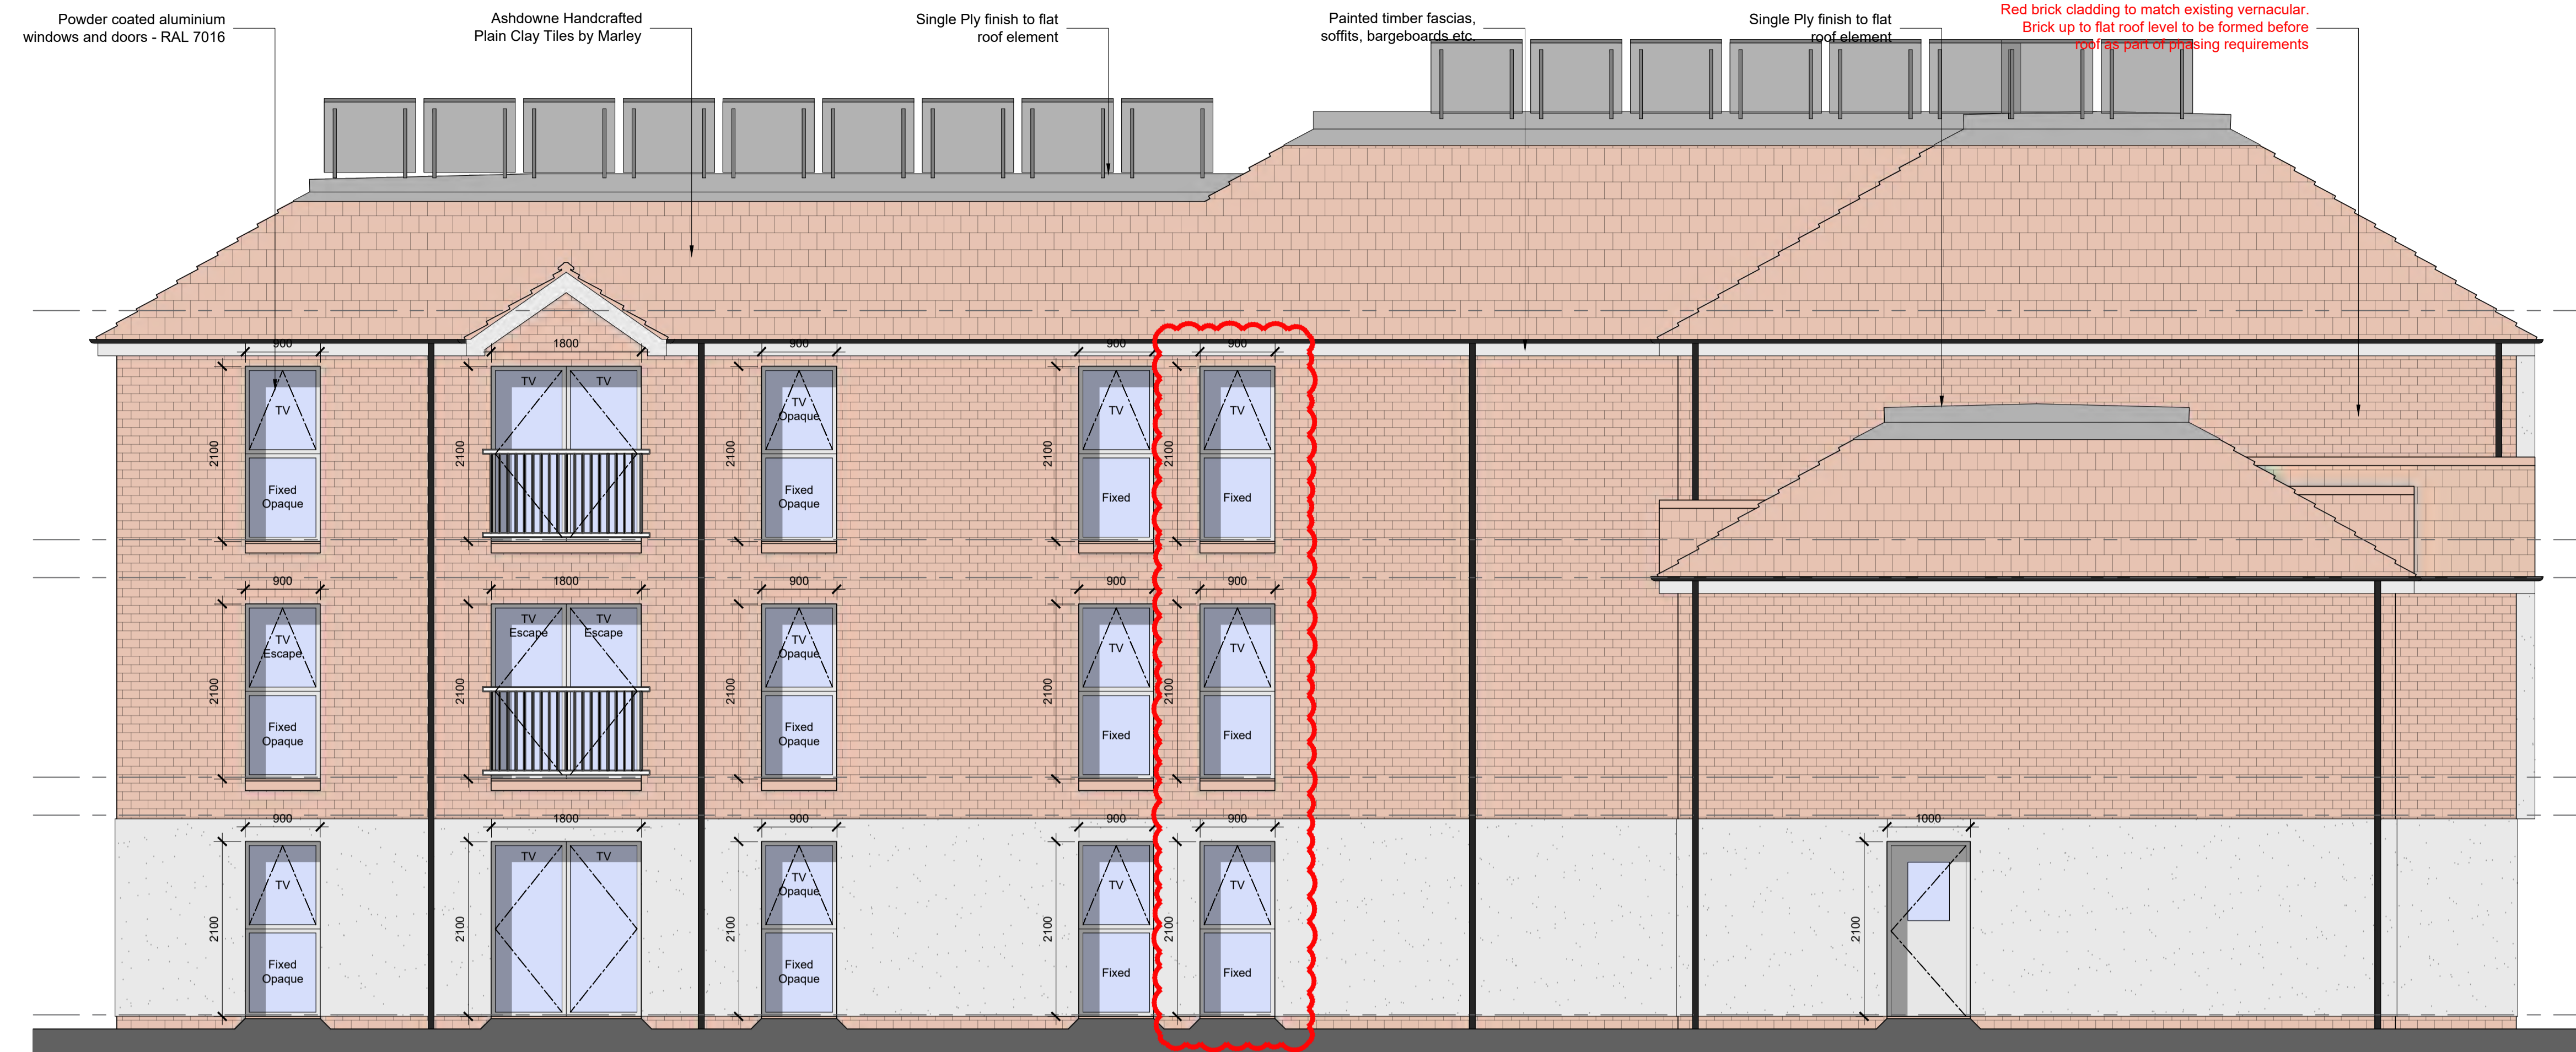 Powder coated aluminium
windows and doors - RAL 7016
Ashdowne Handcrafted
Plain Clay Tiles by Marley
Single Ply finish to flat
roof element
Painted timber fascias,
soffits, bargeboards etc.
Single Ply finish to flat
roof element
Red brick cladding to match existing vernacular.
Brick up to flat roof level to be formed before
roof as part of phasing requirements
900
1800
900
900
900
2100
TV
Fixed
Opaque
2100
TV
TV
2100
TV
Opaque
Fixed
Opaque
2100
TV
Fixed
2100
TV
Fixed
900
1800
900
900
900
2100
TV
Escape
Fixed
Opaque
2100
TV
Escape
TV
Escape
2100
TV
Opaque
Fixed
Opaque
2100
TV
Fixed
2100
TV
Fixed
900
1800
900
900
900
1000
2100
TV
Fixed
Opaque
2100
TV
TV
2100
TV
Opaque
Fixed
Opaque
2100
TV
Fixed
2100
TV
Fixed
2100